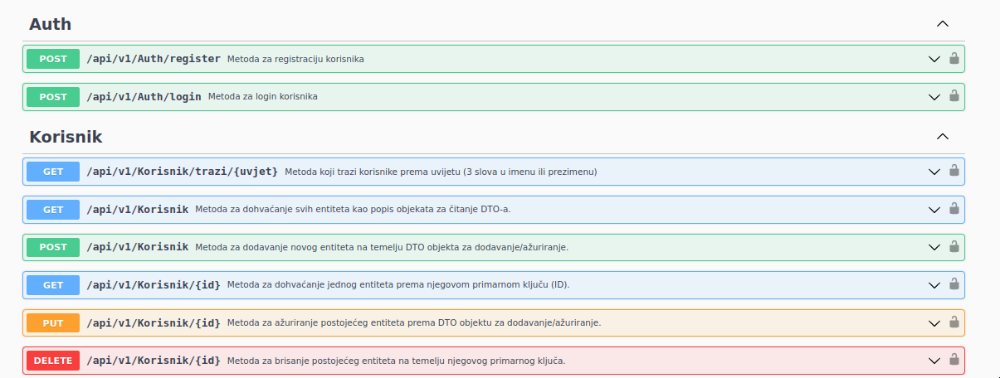 Auth
POST /api/v1/Auth/register Metoda za registraciju korisnika
POST /api/v1/Auth/login Metoda za login korisnika
Korisnik
GET /api/v1/Korisnik/trazi/{uvjet} Metoda koji trazi korisnike prema uvijetu (3 slova u imenu ili prezimenu)
GET /api/v1/Korisnik Metoda za dohvaćanje svih entiteta kao popis objekata za čitanje DTO-a.
POST /api/v1/Korisnik Metoda za dodavanje novog entiteta na temelju DTO objekta za dodavanje/ažuriranje.
GET /api/v1/Korisnik/{id} Metoda za dohvaćanje jednog entiteta prema njegovom primarnom ključu (ID).
PUT /api/v1/Korisnik/{id} Metoda za ažuriranje postojećeg entiteta prema DTO objektu za dodavanje/ažuriranje.
DELETE /api/v1/Korisnik/{id} Metoda za brisanje postojećeg entiteta na temelju njegovog primarnog ključa.